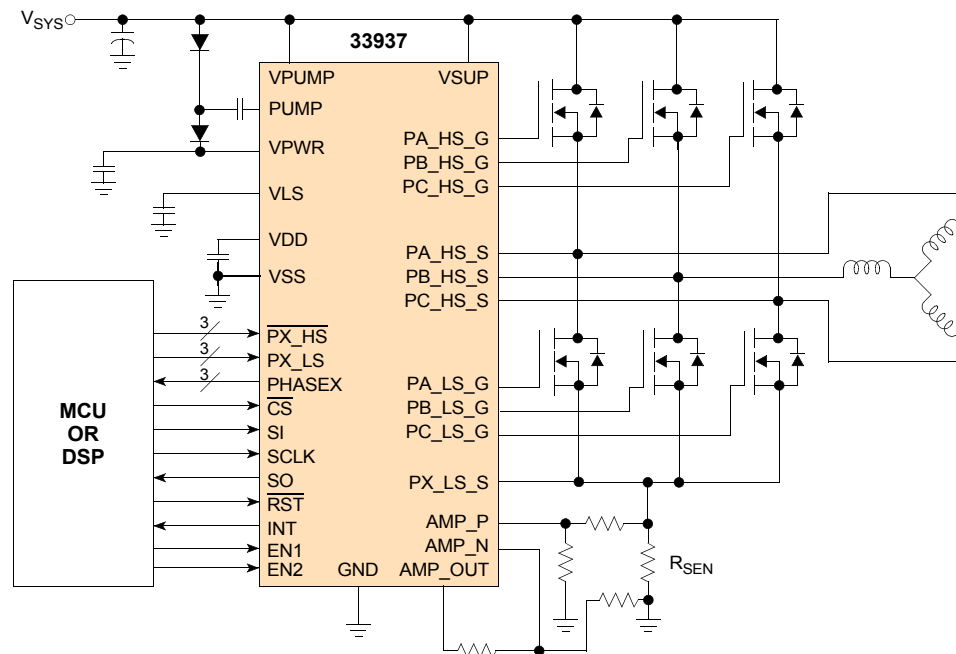 VSYS
33937
VPUMP
VSUP
PUMP
VPWR
VLS
VDD
VSS
PA_HS_G
PB_HS_G
PC_HS_G
PA_HS_S
PB_HS_S
PC_HS_S
MCU
OR
DSP
3
3
3
PX_HS
PX_LS
PHASEX
CS
SI
SCLK
SO
RST
INT
EN1
EN2
GND
PA_LS_G
PB_LS_G
PC_LS_G
PX_LS_S
AMP_P
AMP_N
AMP_OUT
RSEN